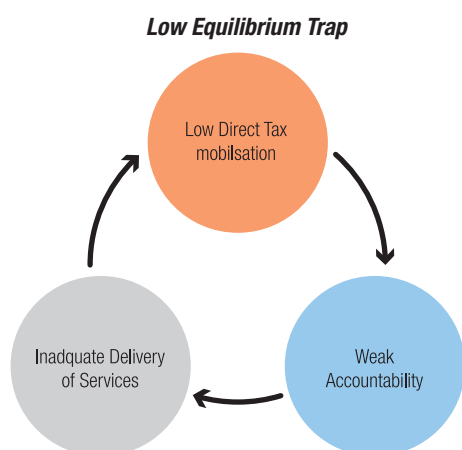 Low Equilibrium Trap
Low Direct Tax
mobilsation
Inadquate Delivery
of Services
Weak
Accountability